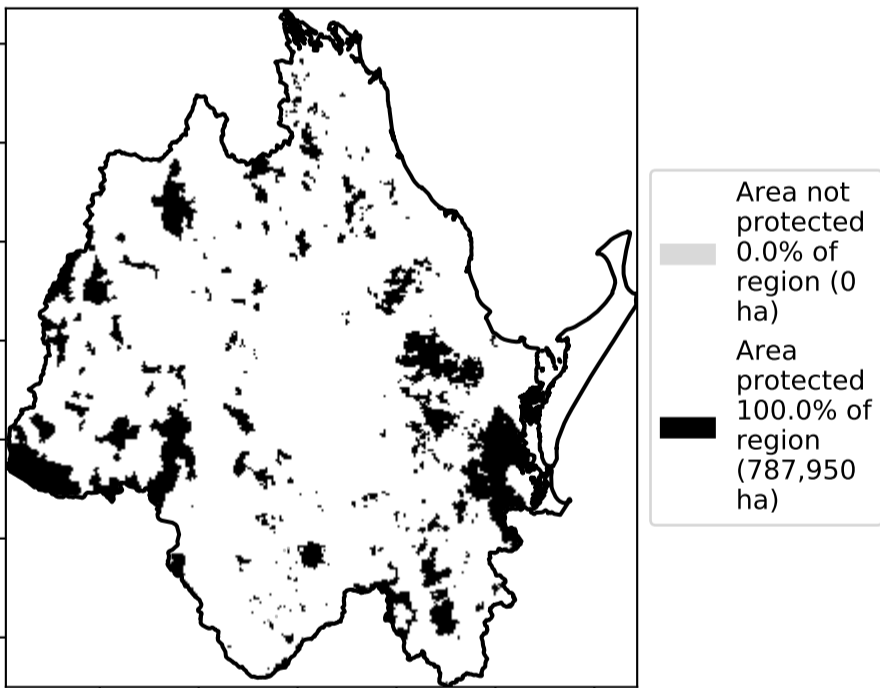 Area not
protected
0.0% of
region (0
ha)
Area
protected
100.0% of
region
(787,950
ha)